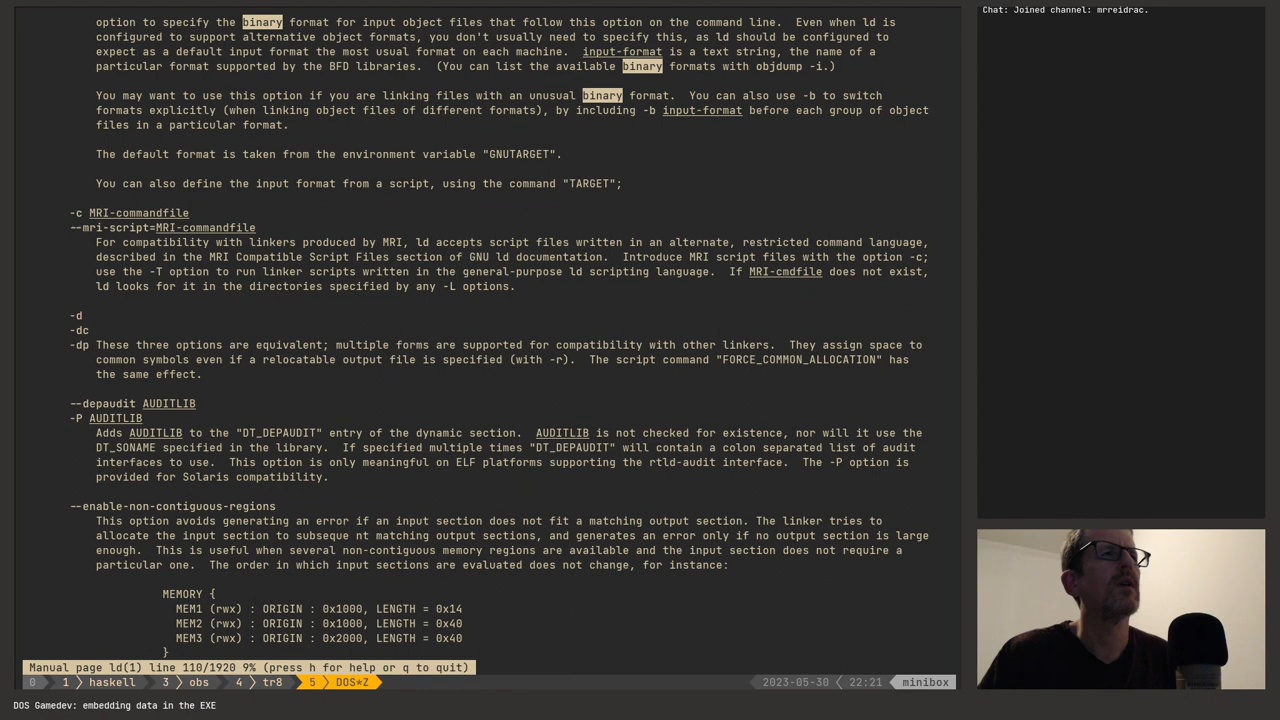 option to specify the binary format for input object files that follow this option on the command line.  Even when ld is
configured to support alternative object formats, you don't usually need to specify this, as ld should be configured to
expect as a default input format the most usual format on each machine.  input-format is a text string, the name of a
particular format supported by the BFD libraries.  (You can list the available binary formats with objdump -i.)
You may want to use this option if you are linking files with an unusual binary format.  You can also use -b to switch
formats explicitly (when linking object files of different formats), by including -b input-format before each group of object
files in a particular format.
The default format is taken from the environment variable "GNUTARGET".
You can also define the input format from a script, using the command "TARGET";
-c MRI-commandfile
--mri-script=MRI-commandfile
For compatibility with linkers produced by MRI, ld accepts script files written in an alternate, restricted command language,
described in the MRI Compatible Script Files section of GNU ld documentation.  Introduce MRI script files with the option -c;
use the -T option to run linker scripts written in the general-purpose ld scripting language.  If MRI-cmdfile does not exist,
ld looks for it in the directories specified by any -L options.
-d
-dc
-dp These three options are equivalent; multiple forms are supported for compatibility with other linkers.  They assign space to
common symbols even if a relocatable output file is specified (with -r).  The script command "FORCE_COMMON_ALLOCATION" has
the same effect.
--depaudit AUDITLIB
-P AUDITLIB
Adds AUDITLIB to the "DT_DEPAUDIT" entry of the dynamic section.  AUDITLIB is not checked for existence, nor will it use the
DT_SONAME specified in the library.  If specified multiple times "DT_DEPAUDIT" will contain a colon separated list of audit
interfaces to use.  This option is only meaningful on ELF platforms supporting the rtld-audit interface.  The -P option is
provided for Solaris compatibility.
--enable-non-contiguous-regions
This option avoids generating an error if an input section does not fit a matching output section. The linker tries to
allocate the input section to subseque nt matching output sections, and generates an error only if no output section is large
enough.  This is useful when several non-contiguous memory regions are available and the input section does not require a
particular one.  The order in which input sections are evaluated does not change, for instance:
MEMORY {
MEM1 (rwx) : ORIGIN : 0x1000, LENGTH = 0x14
MEM2 (rwx) : ORIGIN : 0x1000, LENGTH = 0x40
MEM3 (rwx) : ORIGIN : 0x2000, LENGTH = 0x40
}
Manual page ld(1) line 110/1920 9% (press h for help or q to quit)
0 1 haskell 3 obs 4 tr8 5 DOS*Z 2023-05-30 22:21 minibox
DOS Gamedev: embedding data in the EXE
Chat: Joined channel: mrreidrac.